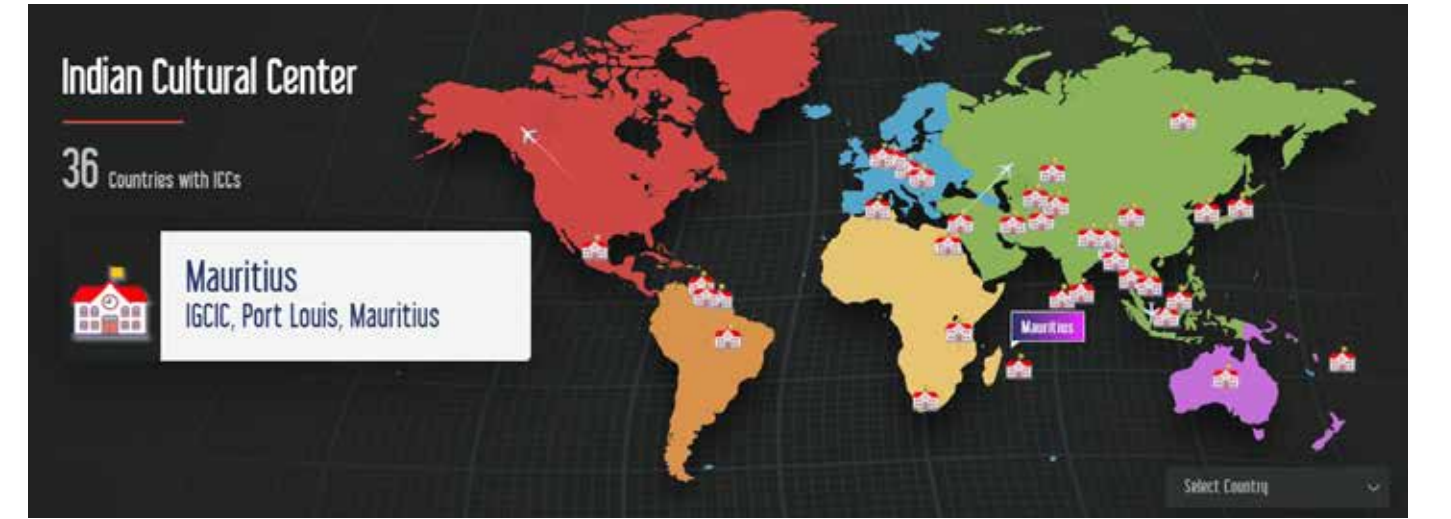 Indian Cultural Center
36 Countries with ICCs
Mauritius
IGCIC, Port Louis, Mauritius
Mauritius
Select Country